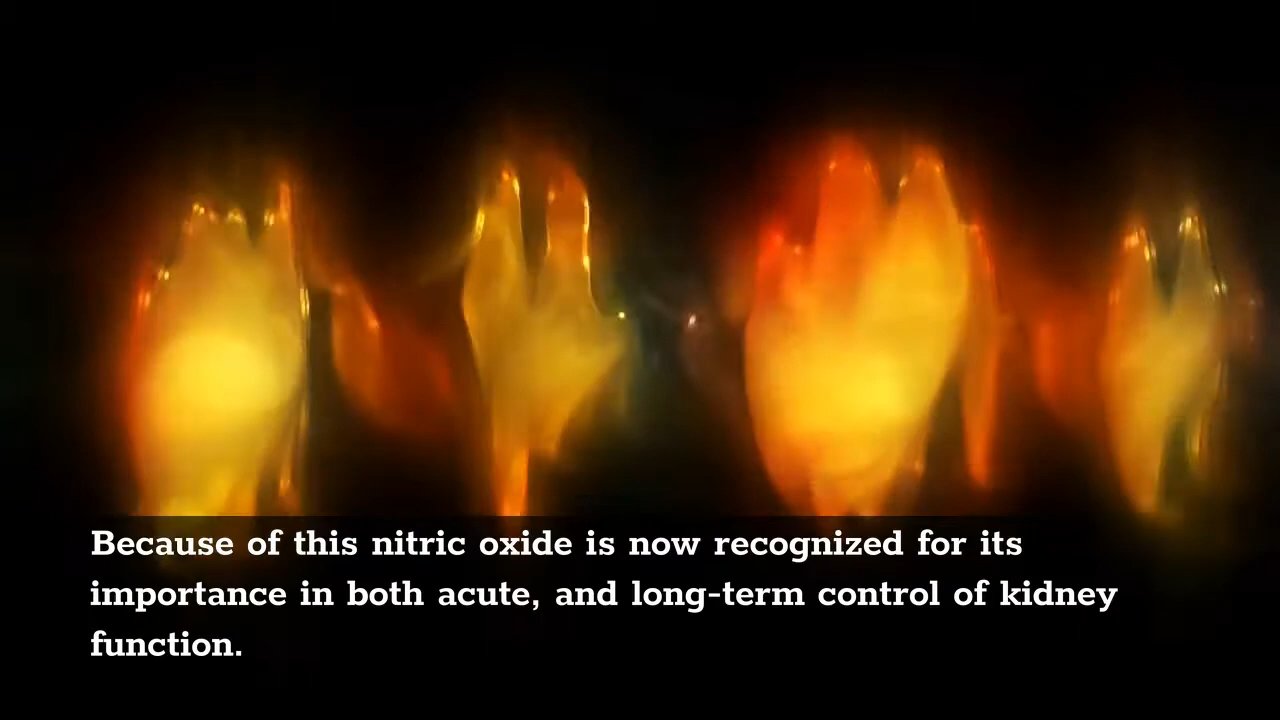 Because of this nitric oxide is now recognized for its
importance in both acute, and long-term control of kidney
function.